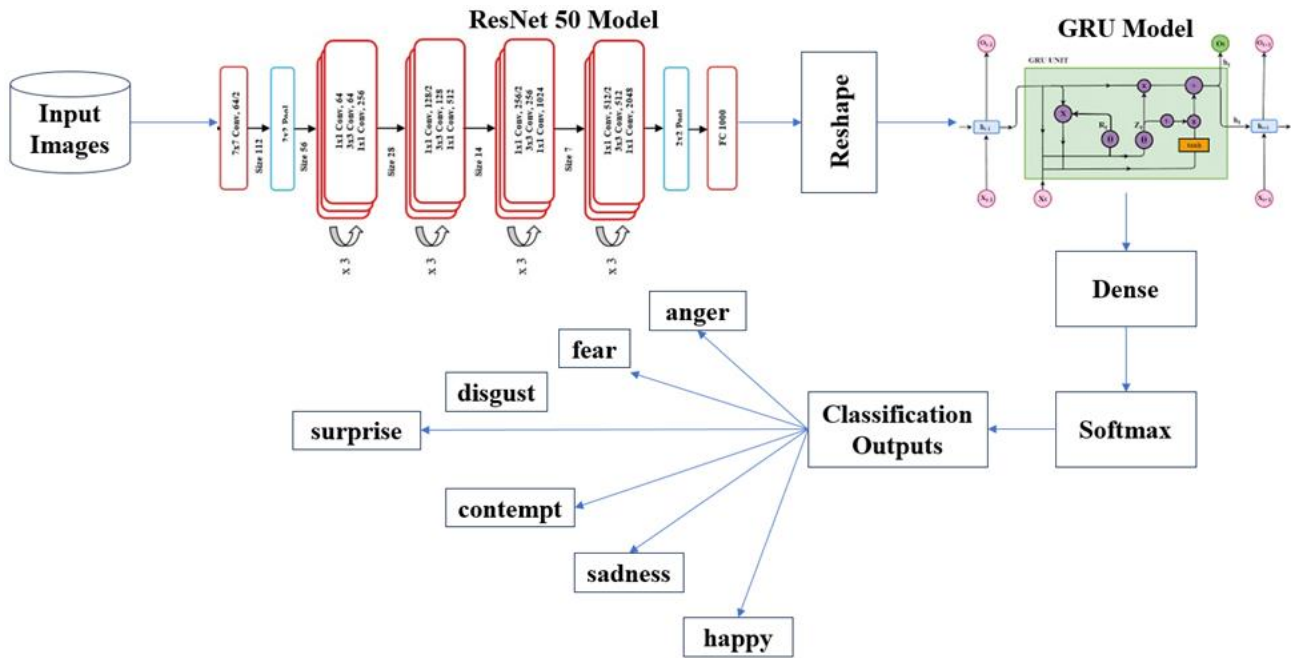 ResNet 50 Model
GRU Model
Input
Images
7x7 Conv, 64/2
Size 112
Size 56
1x1 Conv, 64
3x3 Conv, 64
1x1 Conv, 256
x 3
Size 28
1x1 Conv, 128/2
3x3 Conv, 128
1x1 Conv, 512
x 3
Size 14
1x1 Conv, 256/2
3x3 Conv, 256
1x1 Conv, 1024
x 3
Size 7
1x1 Conv, 512/2
3x3 Conv, 512
1x1 Conv, 2048
x 3
2x2 Pool
FC 1000
Reshape
GRU UNIT
tanh
Dense
Softmax
Classification
Outputs
anger
fear
disgust
surprise
contempt
sadness
happy